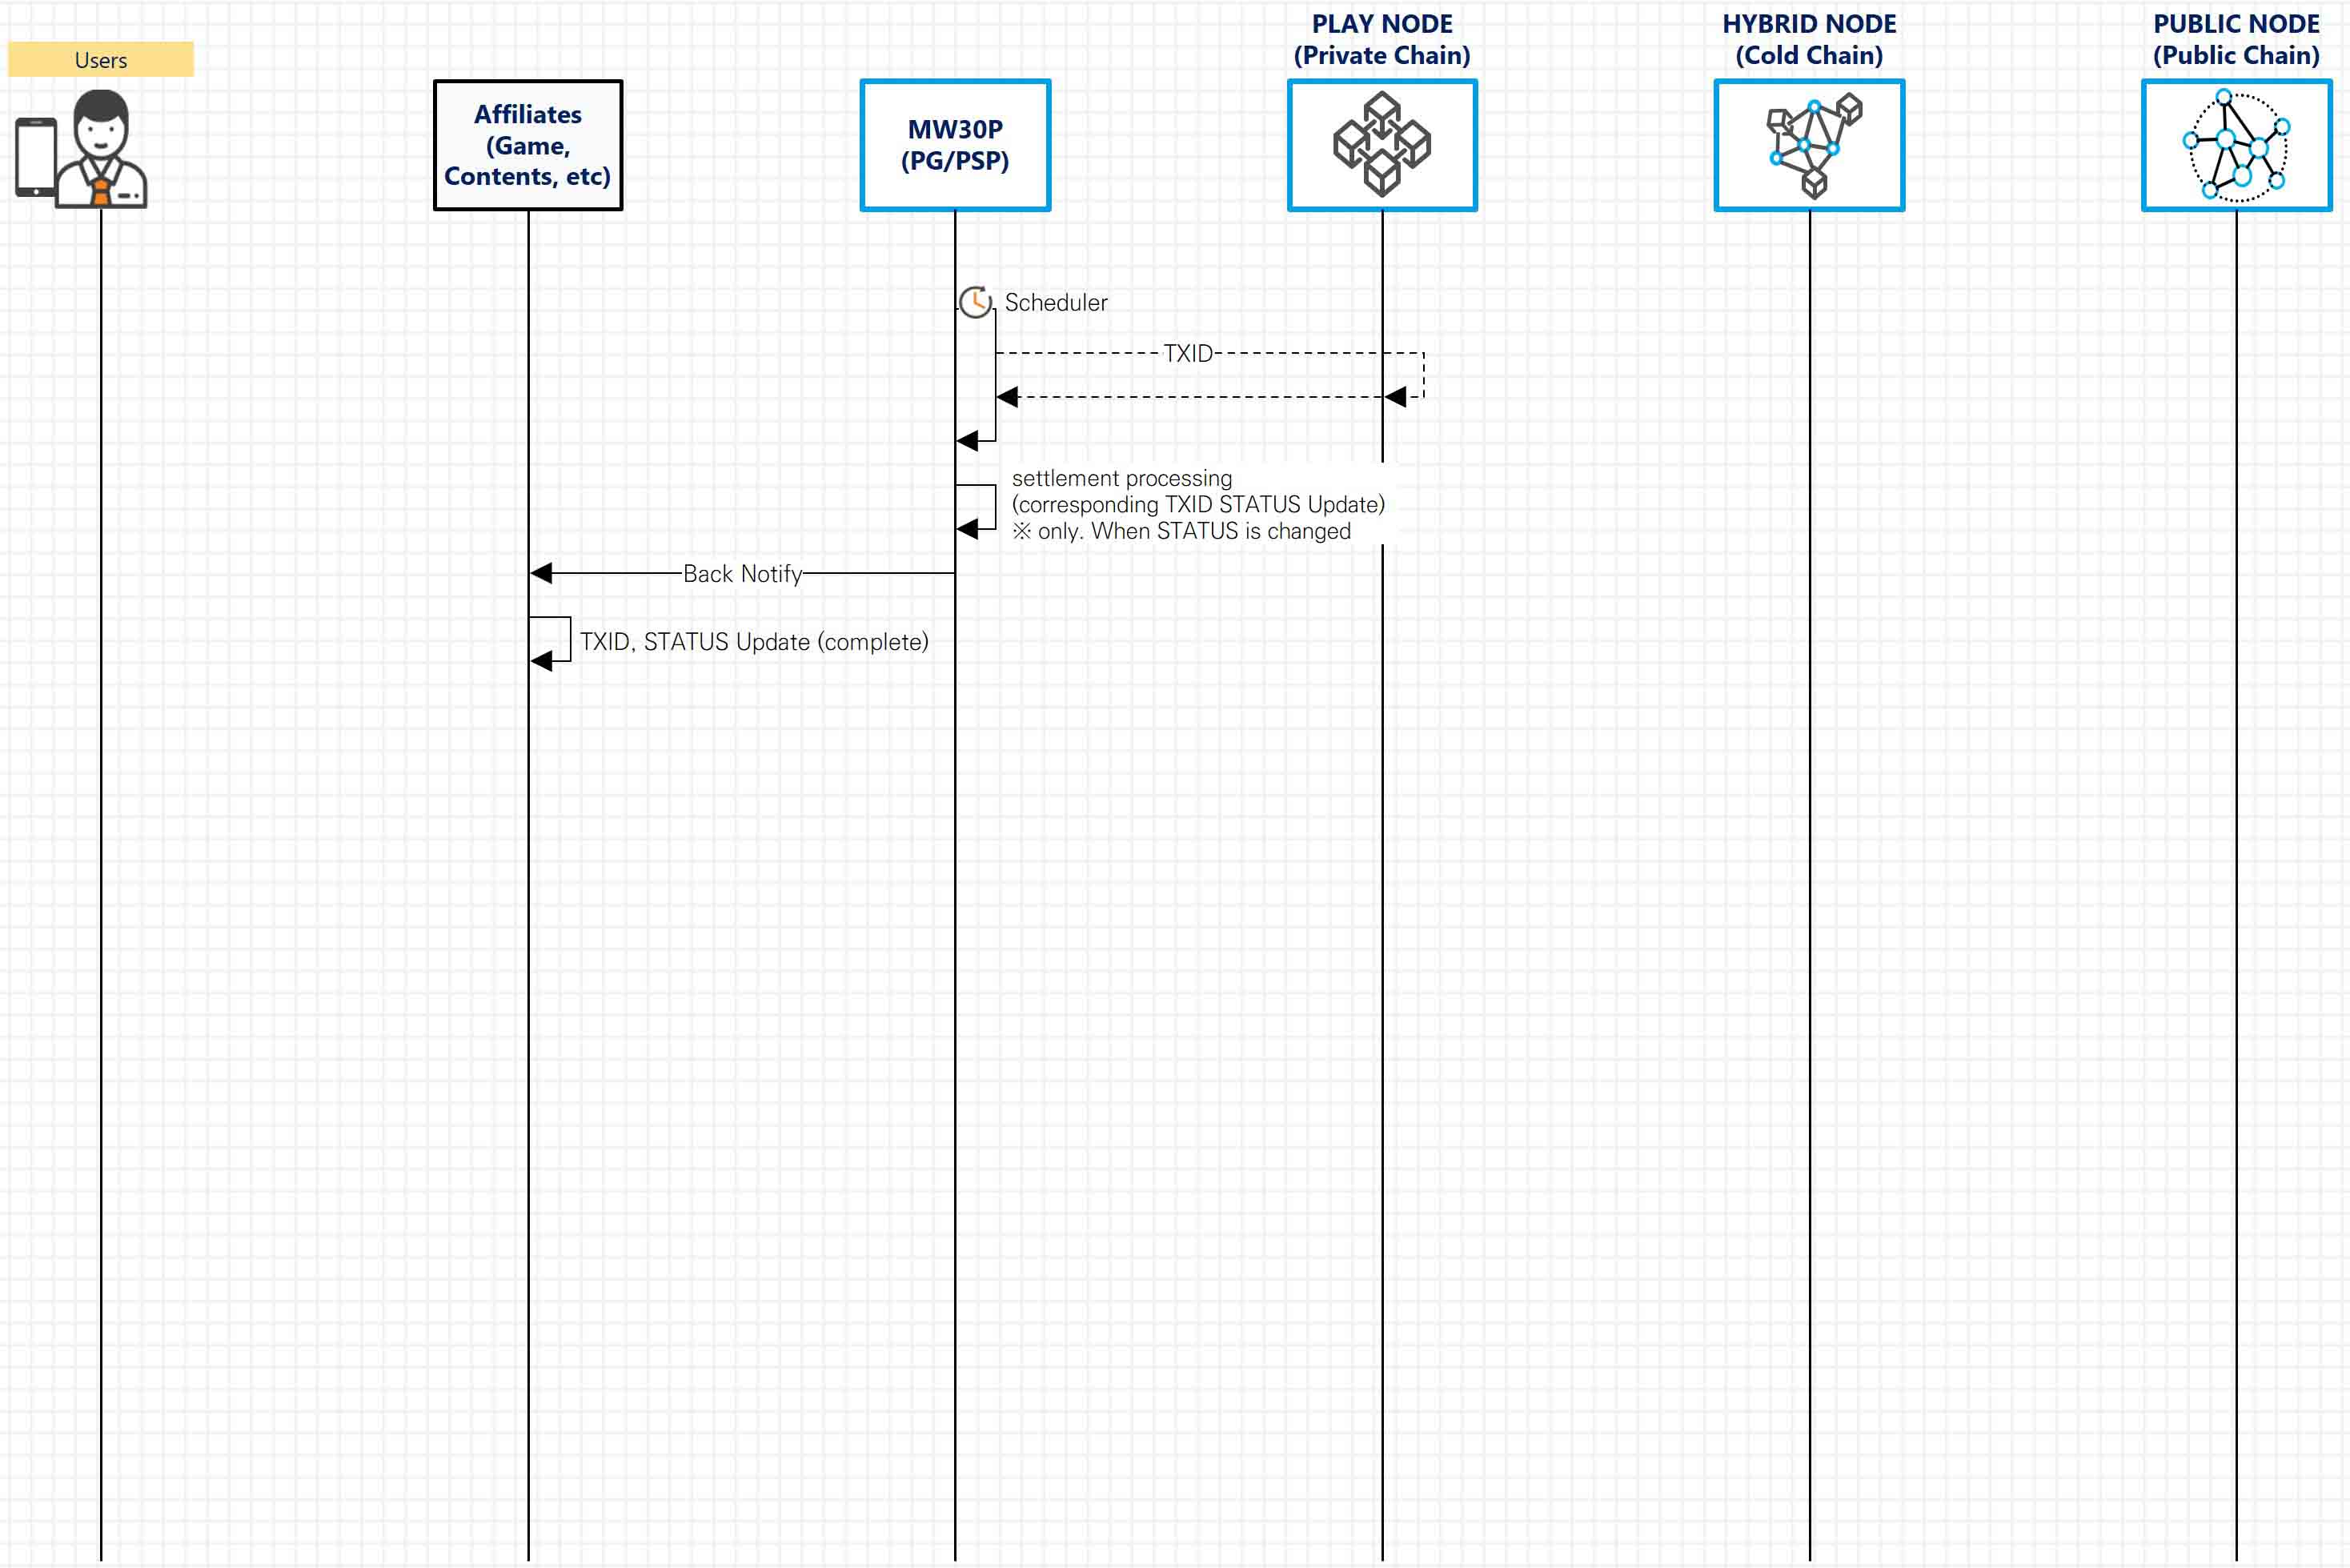 PLAY NODE
(Private Chain)
HYBRID NODE
(Cold Chain)
PUBLIC NODE
(Public Chain)
Users
Affiliates
(Game,
Contents, etc)
MW30P
(PG/PSP)
Scheduler
TXID
settlement processing
(corresponding TXID STATUS Update)
※ only. When STATUS is changed
Back Notify
TXID, STATUS Update (complete)